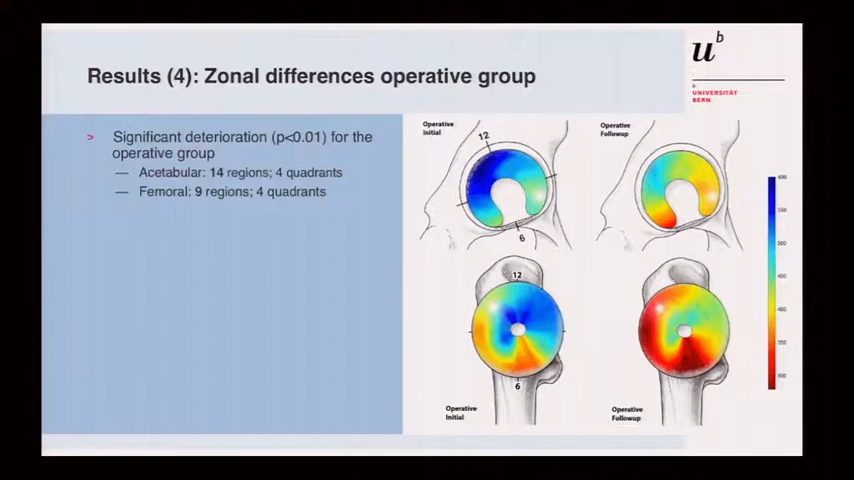 Results (4): Zonal differences operative group
u b
b
UNIVERSITÄT
BERN
> Significant deterioration (p<0.01) for the
operative group
— Acetabular: 14 regions; 4 quadrants
— Femoral: 9 regions; 4 quadrants
Operative
Initial
12
6
Operative
Followup
12
6
Operative
Initial
Operative
Followup
600
500
450
400
350
300